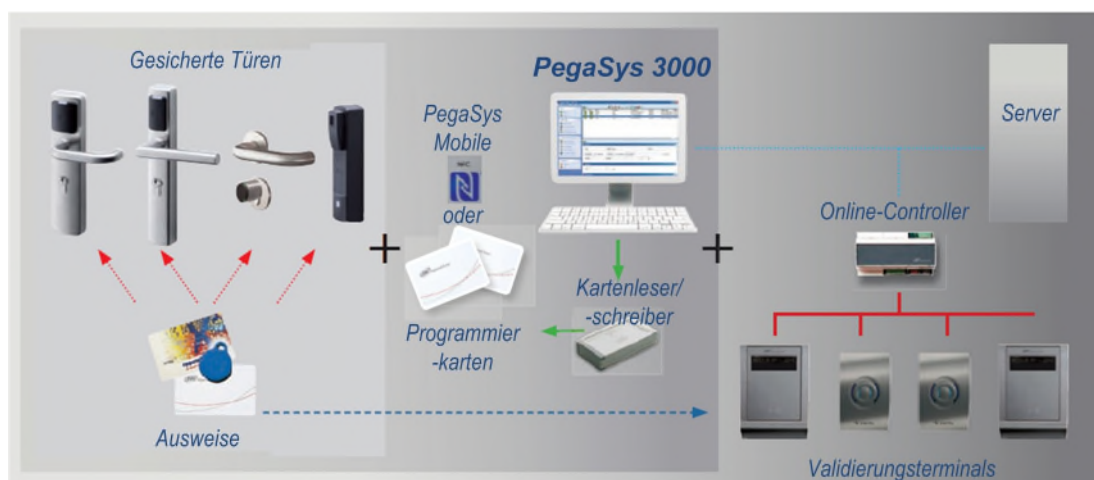 Gesicherte Türen
PegaSys
Mobile
oder
Programmier
-karten
Ausweise
PegaSys 3000
Kartenleser/
-schreiber
Server
Online-Controller
Validierungsterminals